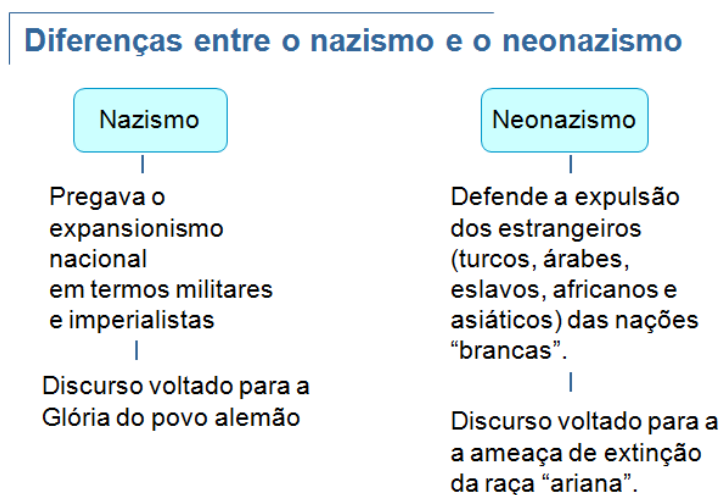 Diferenças entre o nazismo e o neonazismo
Nazismo
Pregava o
expansionismo
nacional
em termos militares
e imperialistas
Discurso voltado para a
Glória do povo alemão
Neonazismo
Defende a expulsão
dos estrangeiros
(turcos, árabes,
eslavos, africanos e
asiáticos) das nações
“brancas”.
Discurso voltado para a
a ameaça de extinção
da raça “ariana”.